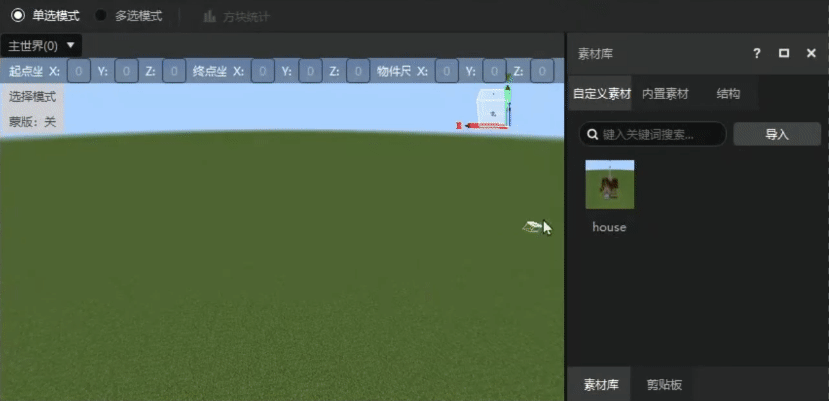 单选模式 多选模式 方块统计
主世界(0)
素材库 ?
起点坐 X: 0 Y: 0 Z: 0 终点坐 X: 0 Y: 0 Z: 0 物件尺 X: 0 Y: 0 Z: 0
选择模式
蒙版：关
自定义素材 内置素材 结构
键入关键词搜索... 导入
house
素材库 剪贴板